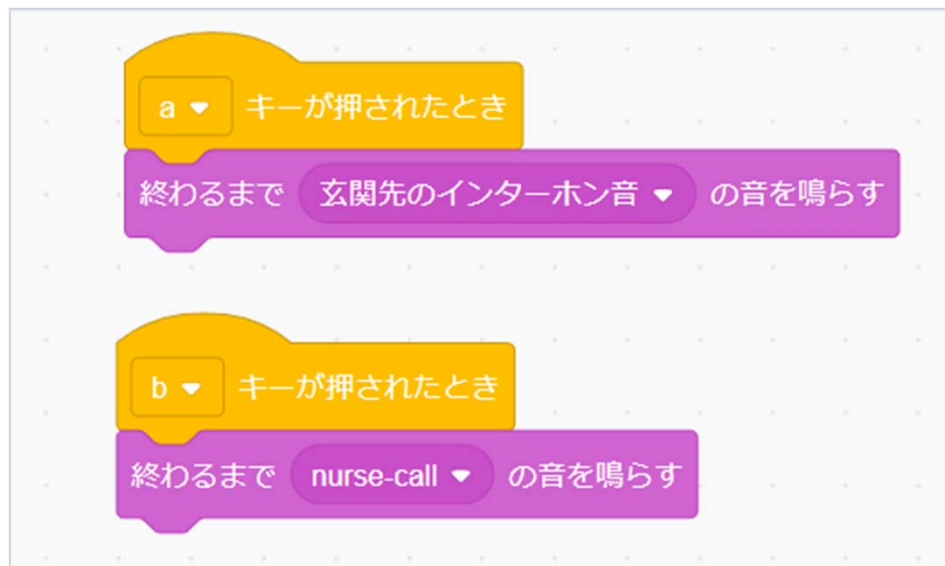 a キーが押されたとき
終わるまで 玄関先のインターホン音 の音を鳴らす
b キーが押されたとき
終わるまで nurse-call の音を鳴らす